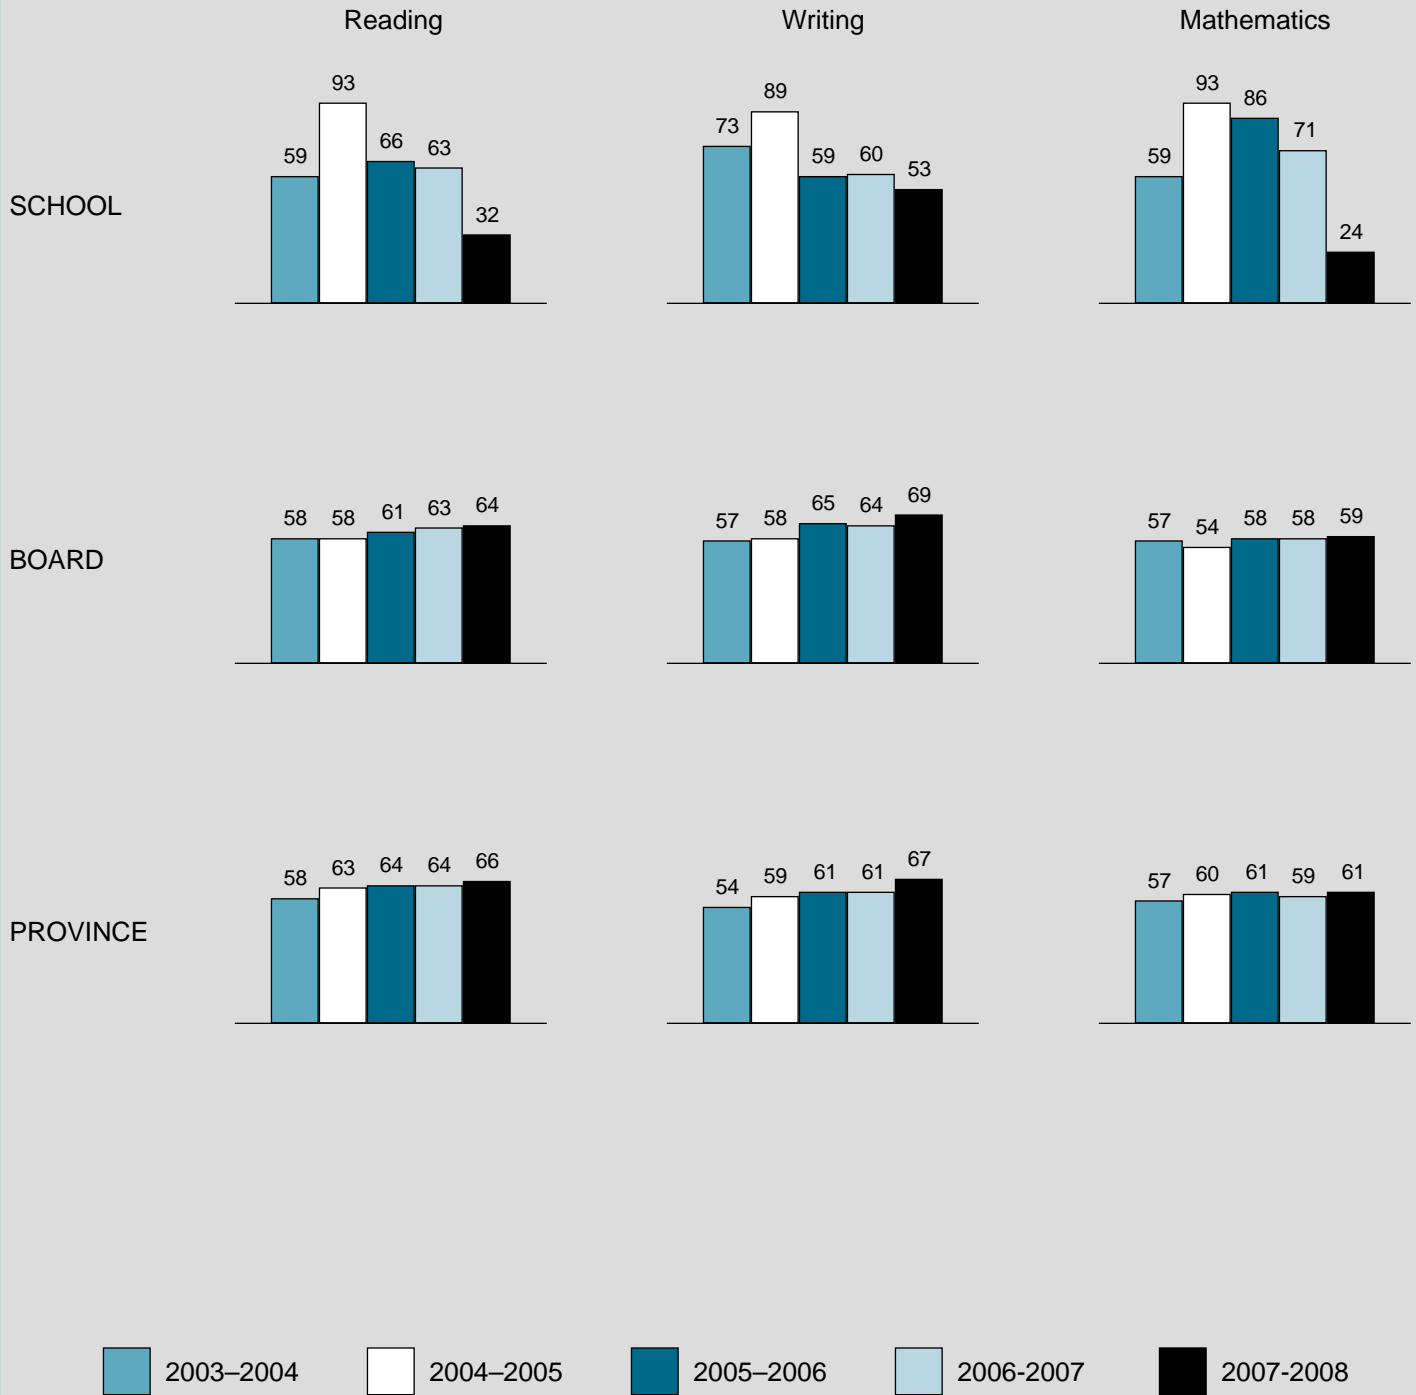 Reading Writing Mathematics
93
59 66 63
32
89
73
59 60 53
93 86
71
59
24
SCHOOL
58 58 61 63 64
57 58 65 64 69
57 54 58 58 59
BOARD
58 63 64 64 66
54 59 61 61 67
57 60 61 59 61
PROVINCE
2003–2004 2004–2005 2005–2006 2006-2007 2007-2008